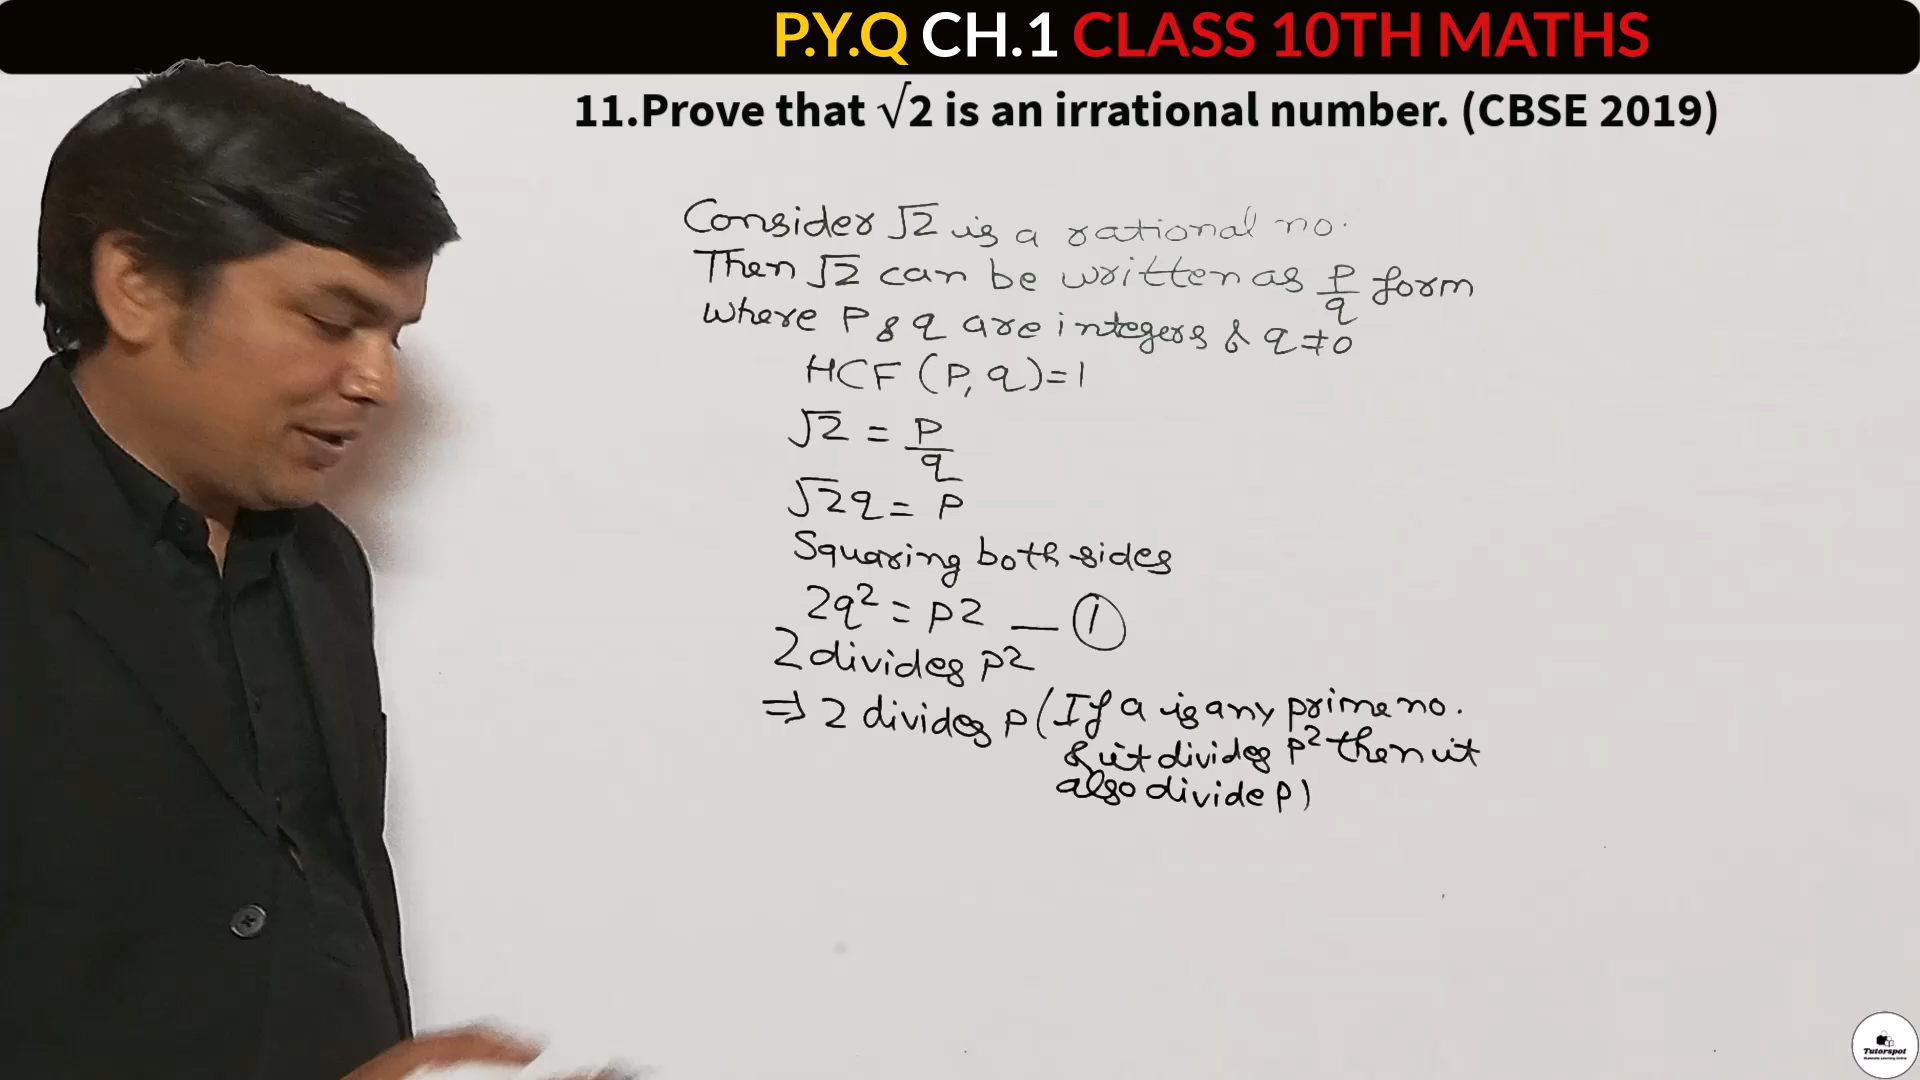 P.Y.Q CH.1 CLASS 10TH MATHS
11.Prove that √2 is an irrational number. (CBSE 2019)
Consider √2 is a rational no.
Then √2 can be written as p/q form
where P & q are integers & q≠0
HCF (P, q)=1
√2 = P/q
√2q = P
Squaring both sides
2q² = p2 — ①
2 divides p²
⇒ 2 divides p (If a is any prime no.
& it divides p² then it
also divide p)
Tutorspot